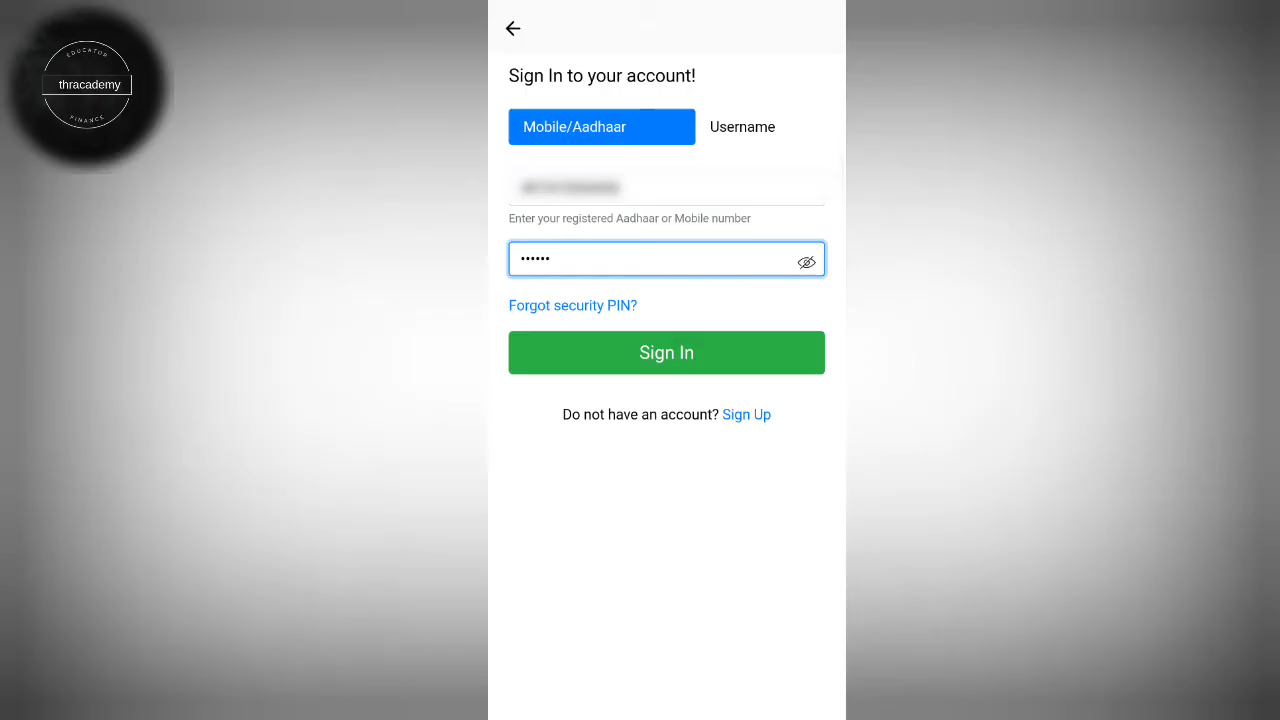 EDUCATOR
thracademy
FINANCE
Sign In to your account!
Mobile/Aadhaar Username
Enter your registered Aadhaar or Mobile number
••••••
Forgot security PIN?
Sign In
Do not have an account? Sign Up